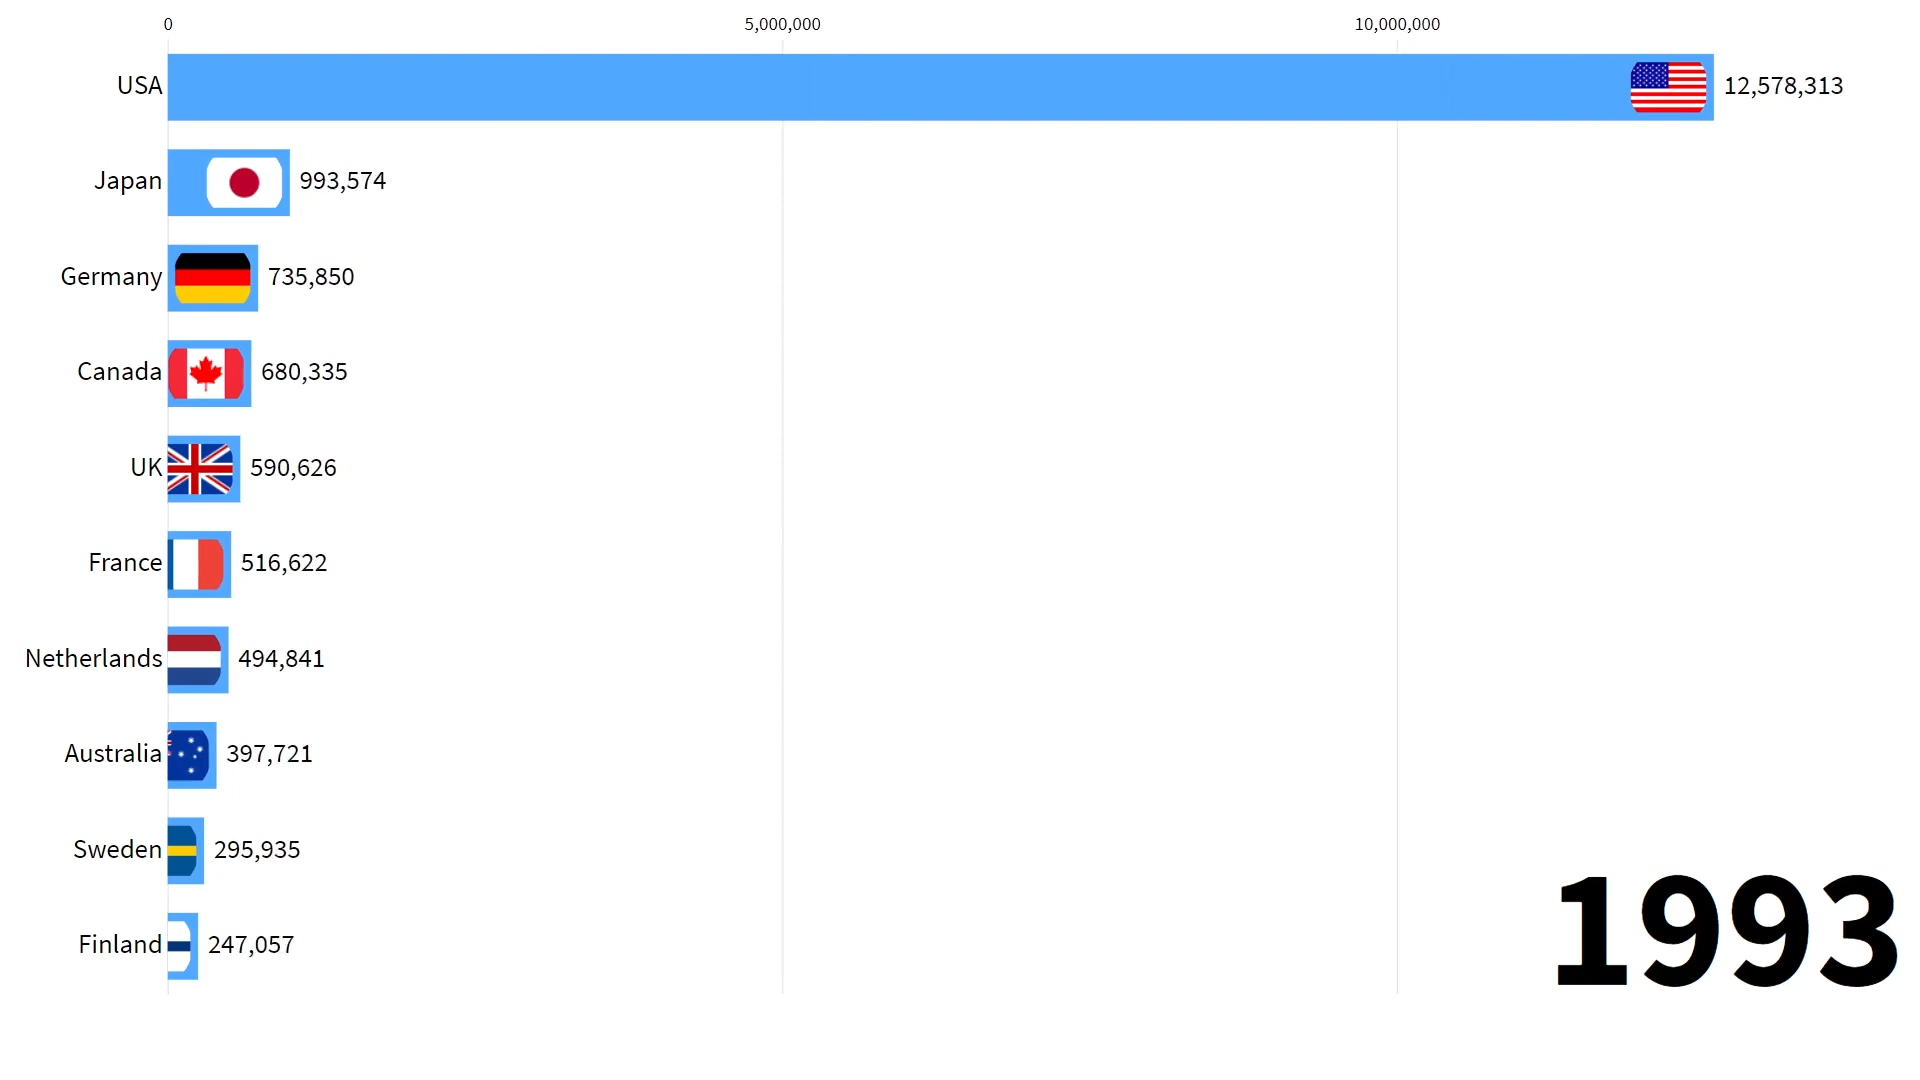 0 5,000,000 10,000,000
USA 12,578,313
Japan 993,574
Germany 735,850
Canada 680,335
UK 590,626
France 516,622
Netherlands 494,841
Australia 397,721
Sweden 295,935
Finland 247,057
1993